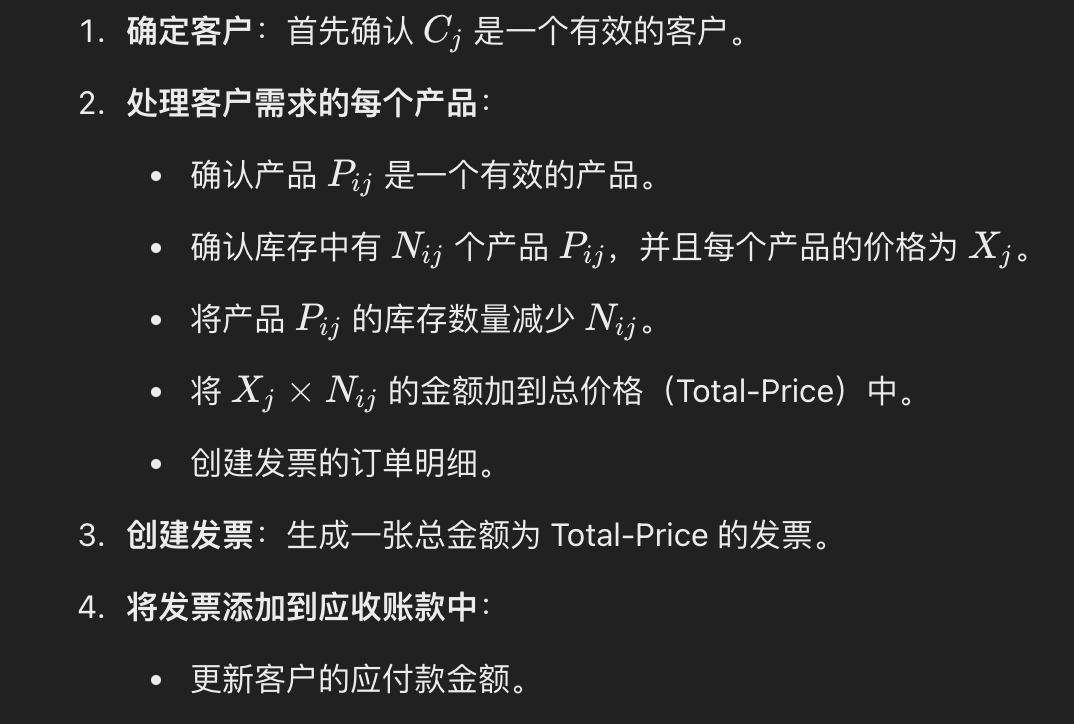 1. 确定客户：首先确认 C_j 是一个有效的客户。
2. 处理客户需求的每个产品：
• 确认产品 P_{ij} 是一个有效的产品。
• 确认库存中有 N_{ij} 个产品 P_{ij}，并且每个产品的价格为 X_j。
• 将产品 P_{ij} 的库存数量减少 N_{ij}。
• 将 X_j × N_{ij} 的金额加到总价格（Total-Price）中。
• 创建发票的订单明细。
3. 创建发票：生成一张总金额为 Total-Price 的发票。
4. 将发票添加到应收账款中：
• 更新客户的应付款金额。